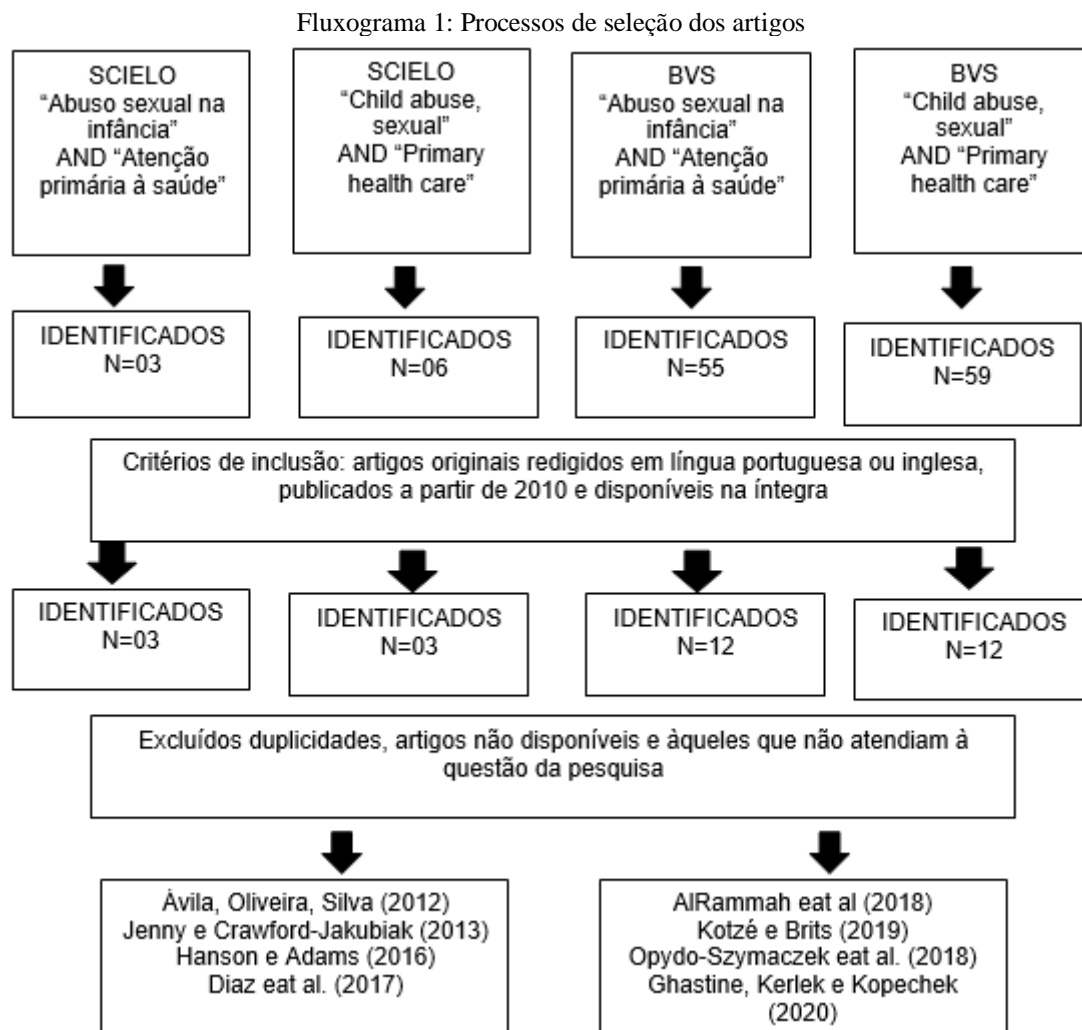 Fluxograma 1: Processos de seleção dos artigos
SCIELO
“Abuso sexual na
infância”
AND “Atenção
primária à saúde”
SCIELO
“Child abuse,
sexual”
AND “Primary
health care”
BVS
“Abuso sexual na
infância”
AND “Atenção
primária à saúde”
BVS
“Child abuse,
sexual”
AND “Primary
health care”
IDENTIFICADOS
N=03
IDENTIFICADOS
N=06
IDENTIFICADOS
N=55
IDENTIFICADOS
N=59
Critérios de inclusão: artigos originais redigidos em língua portuguesa ou inglesa,
publicados a partir de 2010 e disponíveis na íntegra
IDENTIFICADOS
N=03
IDENTIFICADOS
N=03
IDENTIFICADOS
N=12
IDENTIFICADOS
N=12
Excluídos duplicidades, artigos não disponíveis e àqueles que não atendiam à
questão da pesquisa
Ávila, Oliveira, Silva (2012)
Jenny e Crawford-Jakubiak (2013)
Hanson e Adams (2016)
Diaz eat al. (2017)
AlRammah eat al (2018)
Kotzé e Brits (2019)
Opydo-Szymaczek eat al. (2018)
Ghastine, Kerlek e Kopechek
(2020)